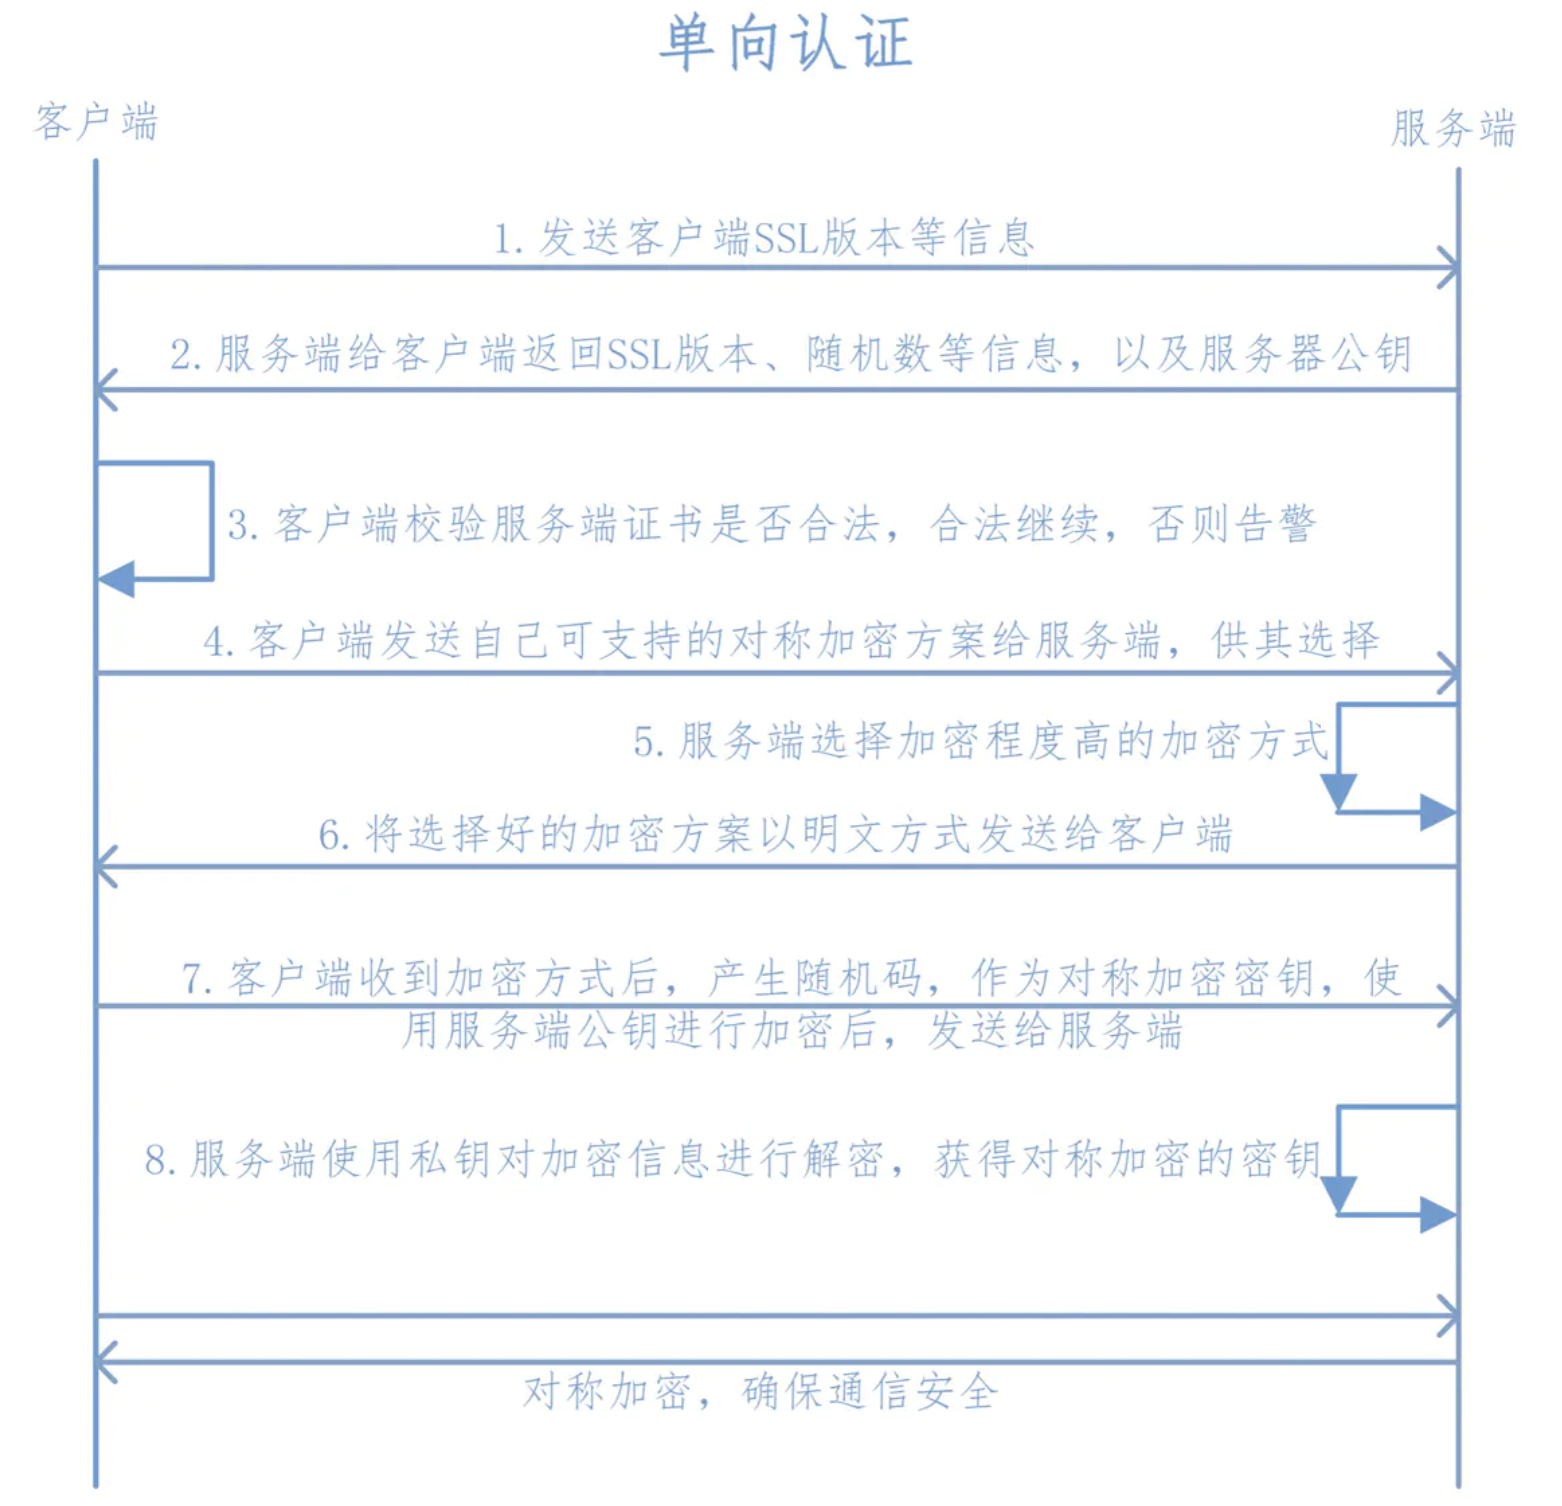 单向认证
客户端
服务端
1. 发送客户端SSL版本等信息
2. 服务端给客户端返回SSL版本、随机数等信息，以及服务器公钥
3. 客户端校验服务端证书是否合法，合法继续，否则告警
4. 客户端发送自己可支持的对称加密方案给服务端，供其选择
5. 服务端选择加密程度高的加密方式
6. 将选择好的加密方案以明文方式发送给客户端
7. 客户端收到加密方式后，产生随机码，作为对称加密密钥，使
用服务端公钥进行加密后，发送给服务端
8. 服务端使用私钥对加密信息进行解密，获得对称加密的密钥
对称加密，确保通信安全